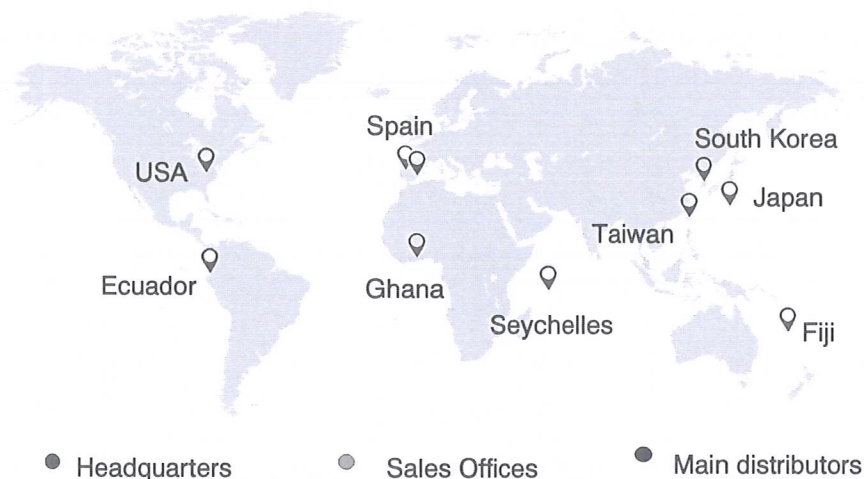 Spain
South Korea
USA
Japan
Taiwan
Ecuador
Ghana
Seychelles
Fiji
Headquarters
Sales Offices
Main distributors